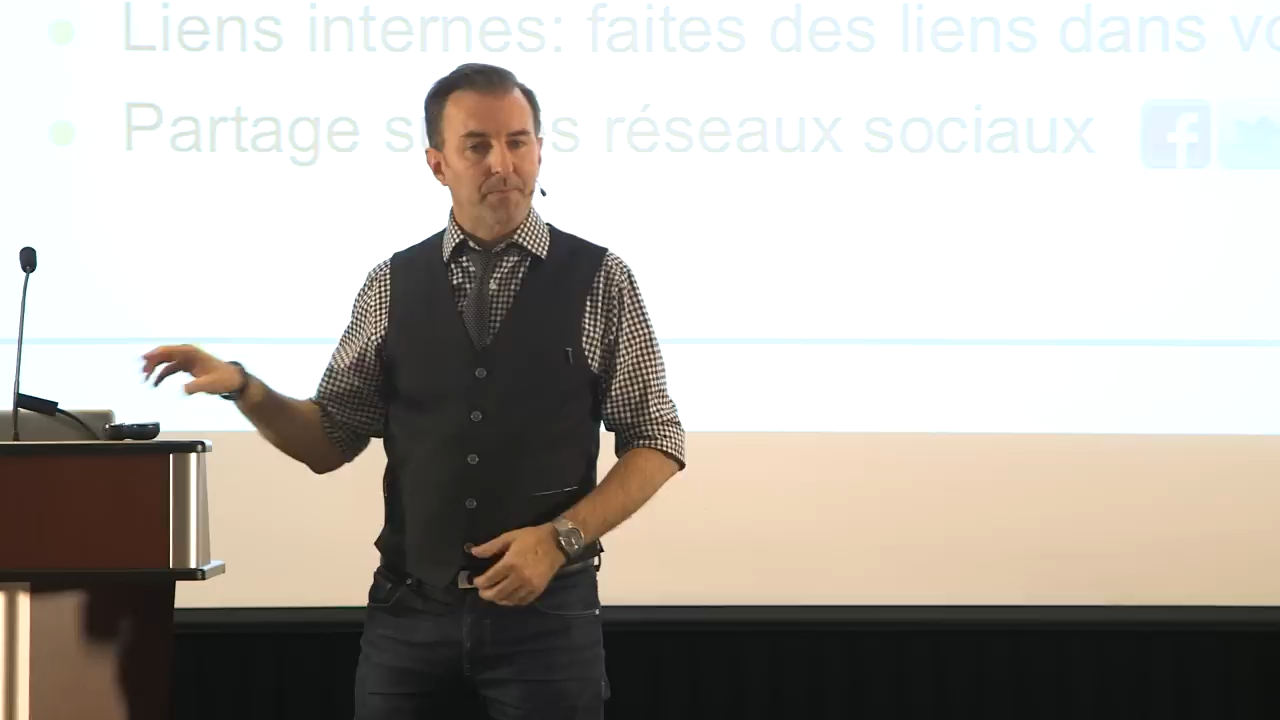 Liens internes: faites des liens dans
Partage réseaux sociaux
f